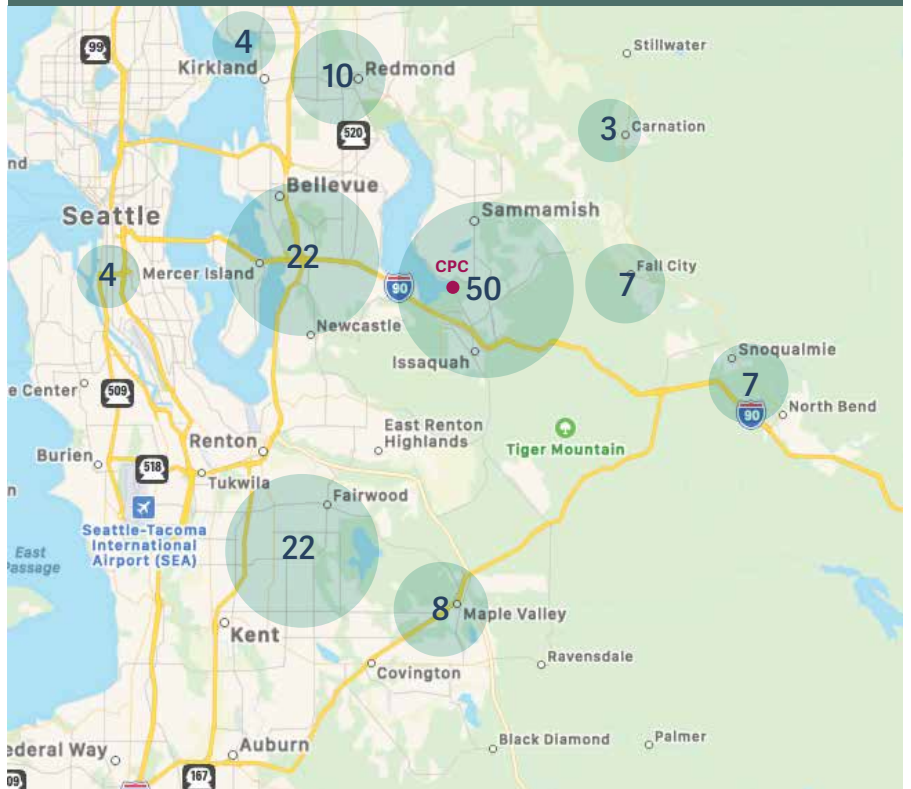 4
99
Stillwater
Kirkland
10
Redmond
3
Carnation
520
nd
Bellevue
Seattle
Sammamish
22
Mercer Island
4
CPC
50
90
Fall City
7
Newcastle
Issaquah
Snoqualmie
7
e Center
509
90
North Bend
East Renton
Highlands
Tiger Mountain
Renton
Burien
518
Tukwila
n
Fairwood
Seattle-Tacoma
International
Airport (SEA)
East
Passage
22
8
Maple Valley
Kent
Ravensdale
Covington
Black Diamond
Palmer
ederal Way
Auburn
09
167